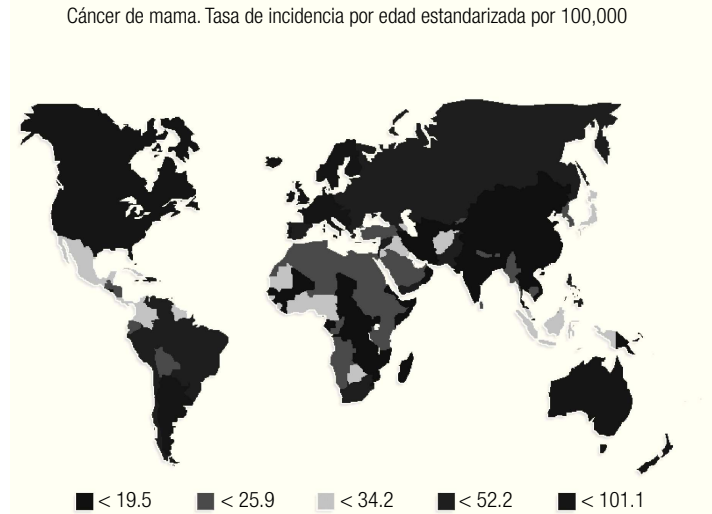 Cáncer de mama. Tasa de incidencia por edad estandarizada por 100,000
< 19.5 < 25.9 < 34.2 < 52.2 < 101.1